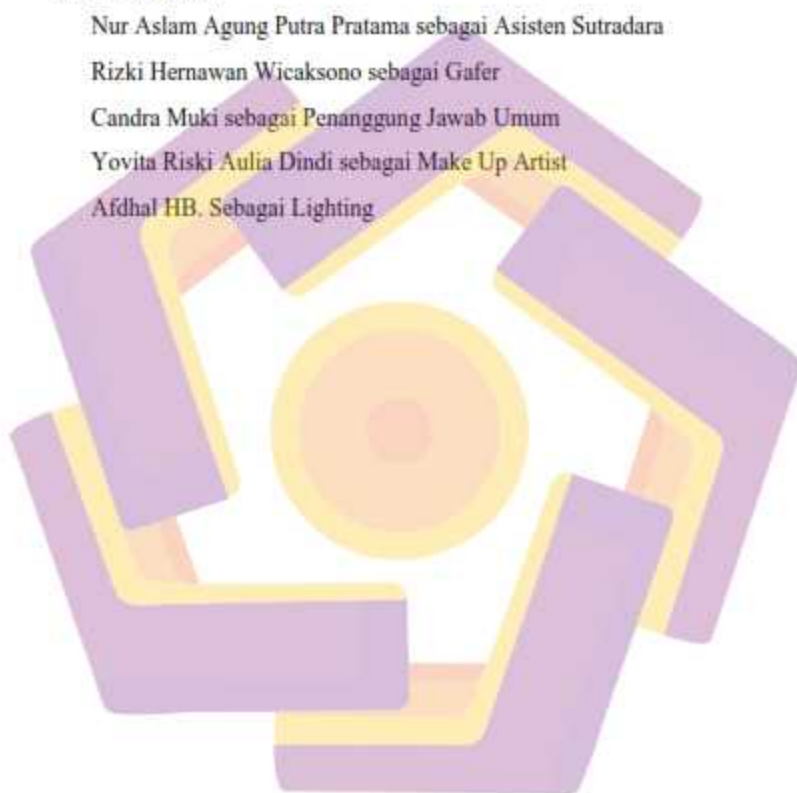 Nur Aslam Agung Putra Pratama sebagai Asisten Sutradara
Rizki Hernawan Wicaksono sebagai Gafer
Candra Muki sebagai Penanggung Jawab Umum
Yovita Riski Aulia Dindi sebagai Make Up Artist
Afdhal HB. Sebagai Lighting